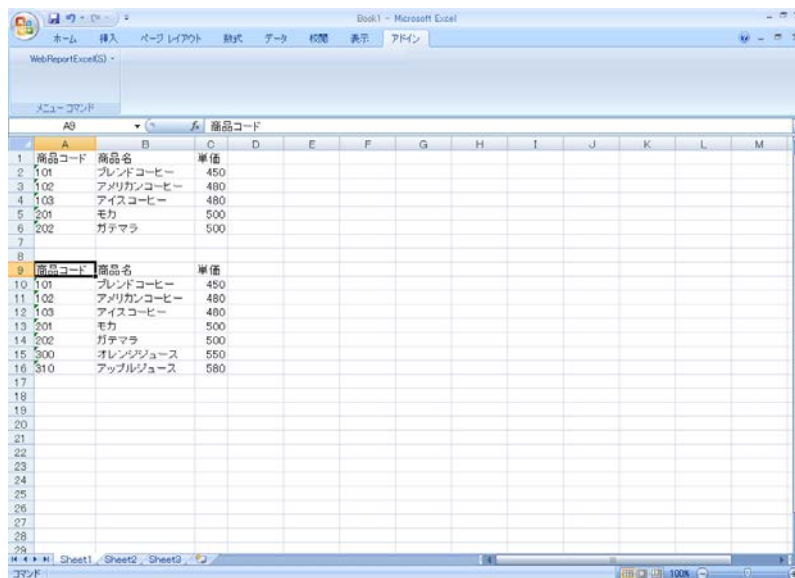 Book1 - Microsoft Excel
ホーム 挿入 ページ レイアウト 数式 データ 校閲 表示 アドイン
WebReportExcel(S)
メニュー コマンド
A9 fx 商品コード
A B C D E F G H I J K L M
1 商品コード 商品名 単価
2 101 ブレンドコーヒー 450
3 102 アメリカンコーヒー 480
4 103 アイスコーヒー 480
5 201 モカ 500
6 202 ガテマラ 500
7
8
9 商品コード 商品名 単価
10 101 ブレンドコーヒー 450
11 102 アメリカンコーヒー 480
12 103 アイスコーヒー 480
13 201 モカ 500
14 202 ガテマラ 500
15 300 オレンジジュース 550
16 310 アップルジュース 580
17
18
19
20
21
22
23
24
25
26
27
28
29
Sheet1 Sheet2 Sheet3
コマンド 100%